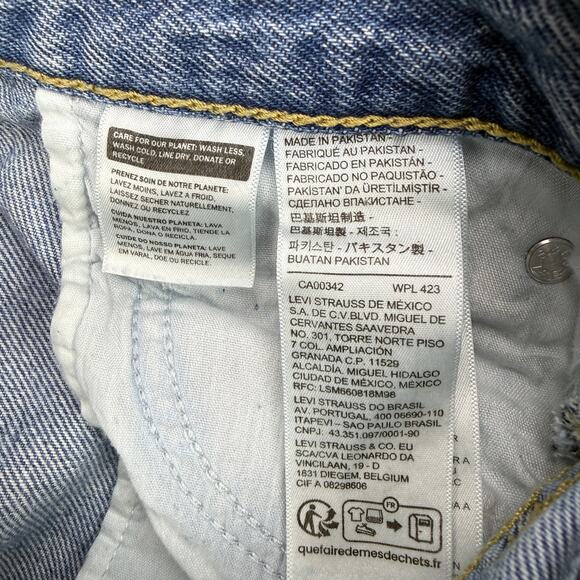 CARE FOR OUR PLANET: WASH LESS,
WASH COLD, LINE DRY, DONATE OR
RECYCLE
PRENEZ SOIN DE NOTRE PLANETE:
LAVEZ MOINS, LAVEZ A FROID,
LAISSEZ SECHER NATURELLEMENT,
DONNEZ OU RECYCLEZ
CUIDA NUESTRO PLANETA: LAVA
MENOS, LAVA EN FRIO, TIENDE LA
ROPA, DONA O RECICLA.
CUIDE DO NOSSO PLANETA: LAVE
MENOS, LAVE EM ÁGUA FRIA, SEQUE
EM VARAL, DOE OU RECICLE.
MADE IN PAKISTAN -
FABRIQUÉ AU PAKISTAN -
FABRICADO EN PAKISTÁN -
FABRICADO NO PAQUISTÃO -
PAKİSTAN' DA ÜRETİLMİŞTİR -
СДЕЛАНО ВПАКИСТАНЕ -
巴基斯坦制造 -
巴基斯坦製 - 제조국 :
파키스탄 - パキスタン製 -
BUATAN PAKISTAN
CA00342 WPL 423
LEVI STRAUSS DE MÉXICO
S.A. DE C.V.BLVD. MIGUEL DE
CERVANTES SAAVEDRA
NO. 301, TORRE NORTE PISO
7 COL. AMPLIACIÓN
GRANADA C.P. 11529
ALCALDÍA. MIGUEL HIDALGO
CIUDAD DE MÉXICO, MÉXICO
RFC: LSM660818M98
LEVI STRAUSS DO BRASIL
AV. PORTUGAL, 400 06690-110
ITAPEVI – SAO PAULO BRASIL
CNPJ. 43.351.097/0001-90
LEVI STRAUSS & CO. EU
SCA/CVA LEONARDO DA
VINCILAAN, 19 - D
1831 DIEGEM, BELGIUM
CIF A 08298606
FR
quefairedemesdechets.fr